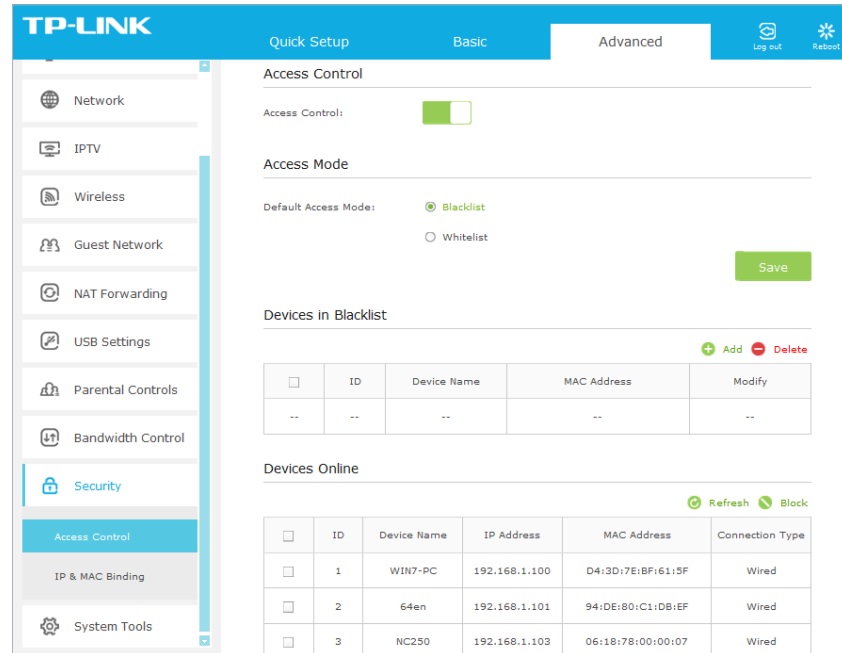 TP-LINK
Quick Setup
Basic
Advanced
Log out
Reboot
Network
IPTV
Wireless
Guest Network
NAT Forwarding
USB Settings
Parental Controls
Bandwidth Control
Security
Access Control
IP & MAC Binding
System Tools
Access Control
Access Control:
Access Mode
Default Access Mode: Blacklist
Whitelist
Save
Devices in Blacklist
Add Delete
ID Device Name MAC Address Modify
-- -- -- -- --
Devices Online
Refresh Block
ID Device Name IP Address MAC Address Connection Type
1 WIN7-PC 192.168.1.100 D4:3D:7E:BF:61:5F Wired
2 64en 192.168.1.101 94:DE:80:C1:DB:EF Wired
3 NC250 192.168.1.103 06:18:78:00:00:07 Wired